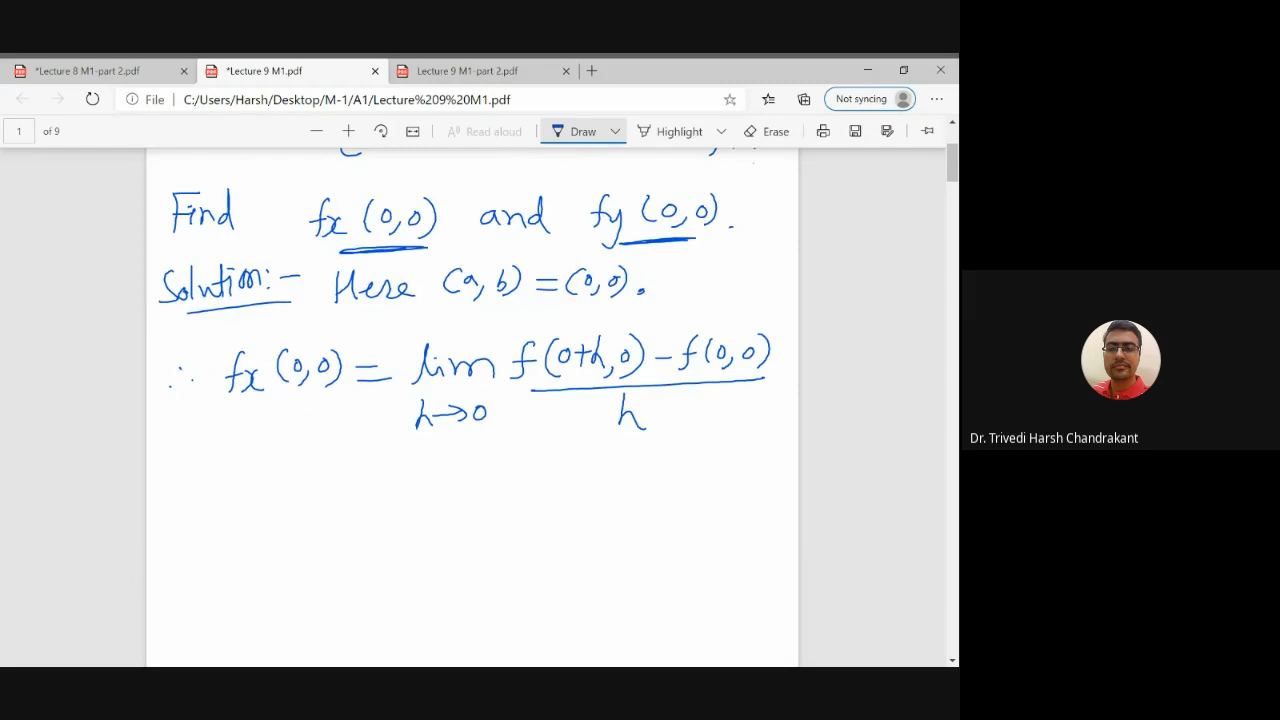 *Lecture 8 M1-part 2.pdf
*Lecture 9 M1.pdf
Lecture 9 M1-part 2.pdf
File
C:/Users/Harsh/Desktop/M-1/A1/Lecture%209%20M1.pdf
Not syncing
1 of 9
Read aloud
Draw
Highlight
Erase
Find fx (0,0) and fy (0,0).
Solution:- Here (a,b) = (0,0).
∴ fx (0,0) = lim f(0+h,0) - f(0,0)
h→0 h
Dr. Trivedi Harsh Chandrakant